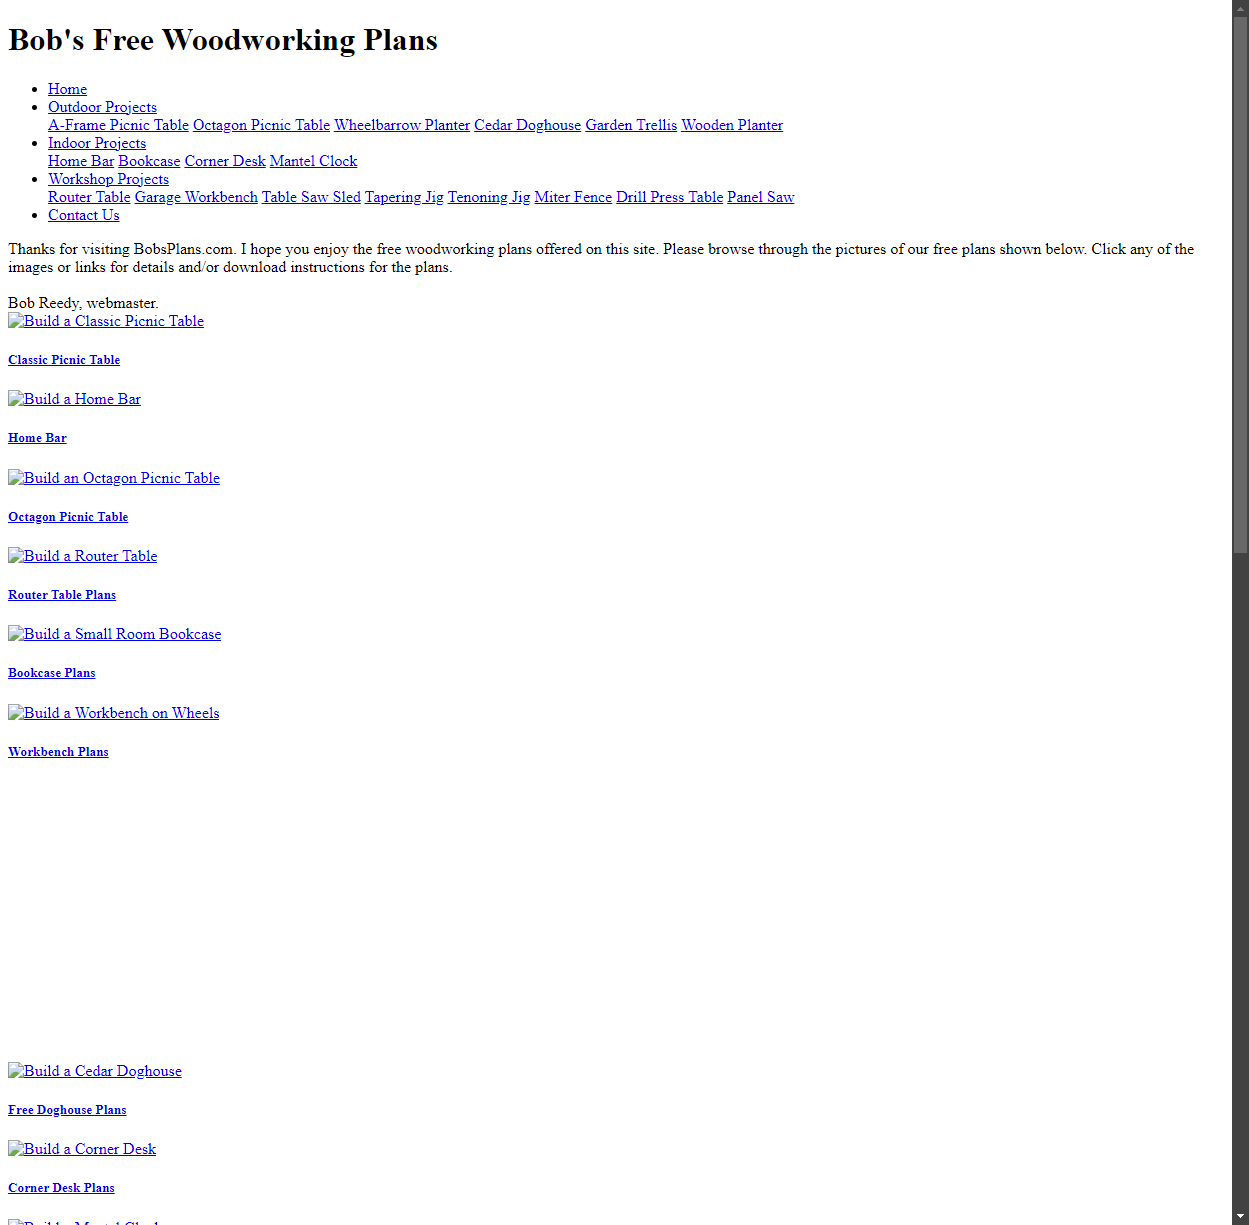 Bob's Free Woodworking Plans
Home
Outdoor Projects
A-Frame Picnic Table Octagon Picnic Table Wheelbarrow Planter Cedar Doghouse Garden Trellis Wooden Planter
Indoor Projects
Home Bar Bookcase Corner Desk Mantel Clock
Workshop Projects
Router Table Garage Workbench Table Saw Sled Tapering Jig Tenoning Jig Miter Fence Drill Press Table Panel Saw
Contact Us
Thanks for visiting BobsPlans.com. I hope you enjoy the free woodworking plans offered on this site. Please browse through the pictures of our free plans shown below. Click any of the
images or links for details and/or download instructions for the plans.
Bob Reedy, webmaster.
Build a Classic Picnic Table
Classic Picnic Table
Build a Home Bar
Home Bar
Build an Octagon Picnic Table
Octagon Picnic Table
Build a Router Table
Router Table Plans
Build a Small Room Bookcase
Bookcase Plans
Build a Workbench on Wheels
Workbench Plans
Build a Cedar Doghouse
Free Doghouse Plans
Build a Corner Desk
Corner Desk Plans